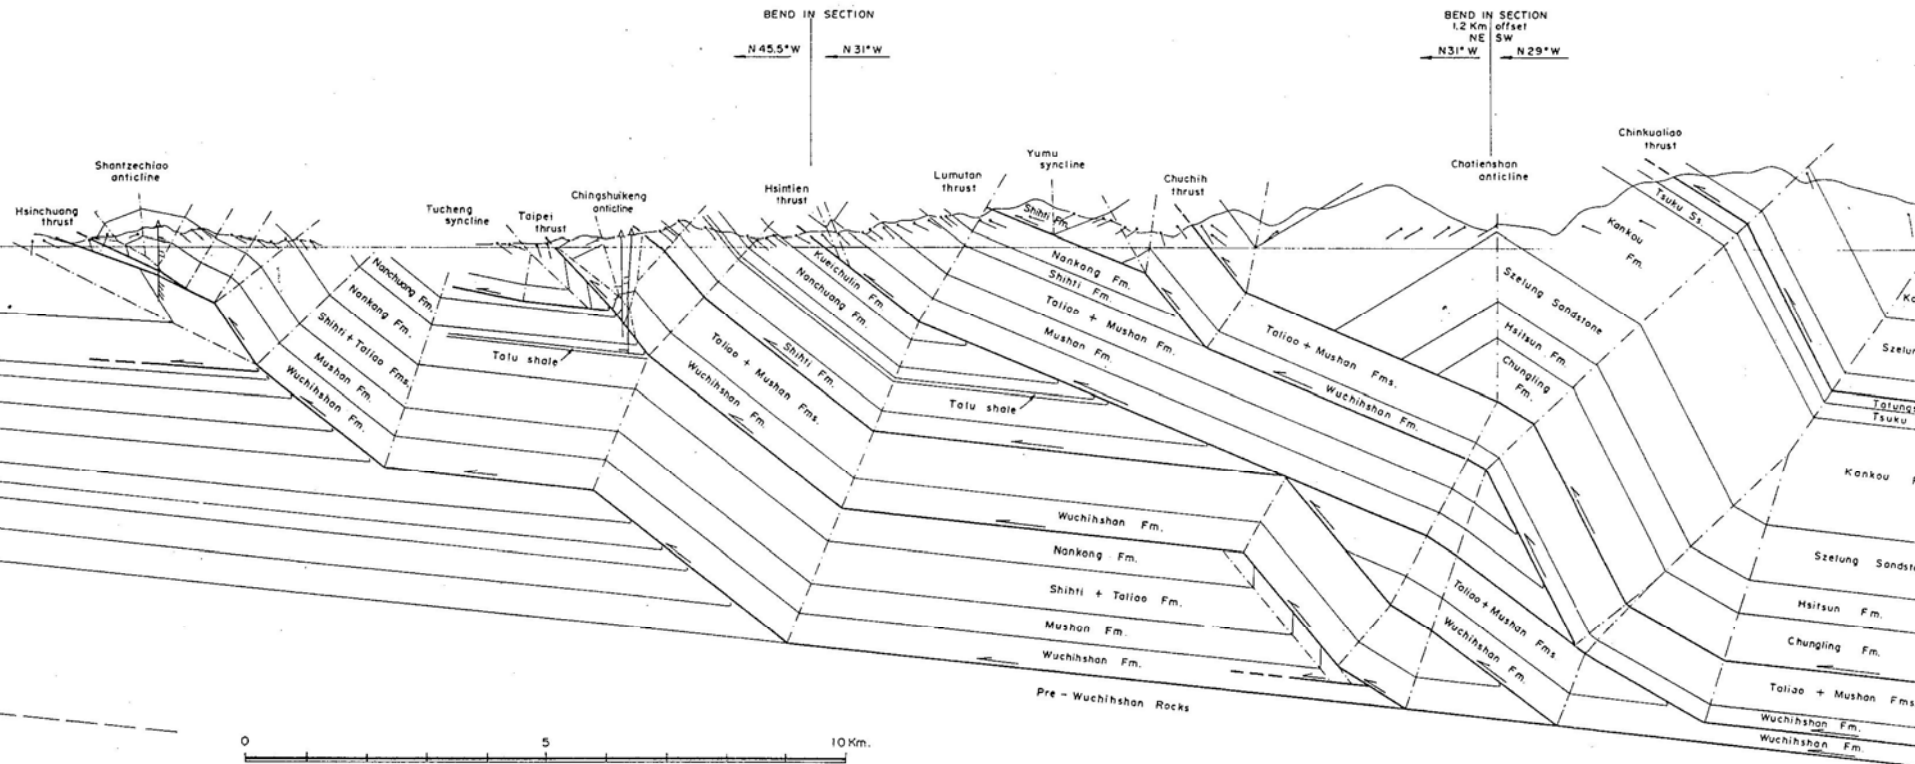 BEND IN SECTION
N 45.5° W
N 31° W
BEND IN SECTION
1.2 Km offset
NE SW
N31° W
N 29° W
Shantzechiao
anticline
Hsinchuang
thrust
Tucheng
syncline
Taipei
thrust
Chingshuikeng
anticline
Hsintien
thrust
Lumutan
thrust
Yumu
syncline
Chuchih
thrust
Chatienshan
anticline
Chinkualiao
thrust
Nanchuang Fm.
Nankang Fm.
Shihti + Taliao Fms.
Mushan Fm.
Wuchihshan Fm.
Talu shale
Shihti Fm.
Taliao + Mushan Fms.
Wuchihshan Fm.
Kueichulin Fm
Nanchuang Fm.
Talu shale
Shihti Fm.
Nankang Fm.
Shihti Fm.
Taliao + Mushan Fm.
Mushan Fm.
Taliao + Mushan Fms.
Wuchihshan Fm.
Szelung Sandstone
Hsitsun Fm.
Chungling
Fm.
Kankou
Fm.
Tsuku Ss.
Szelun
Tatungs
Tsuku
Kankou F
Szelung Sandst
Hsitsun Fm.
Chungling Fm.
Taliao + Mushan Fms
Wuchihshan Fm.
Wuchihshan Fm.
Wuchihshan Fm.
Nankang Fm.
Shihti + Taliao Fm.
Mushan Fm.
Wuchihshan Fm.
Taliao + Mushan Fms.
Wuchihshan Fm.
Pre - Wuchihshan Rocks
0 5 10 Km.